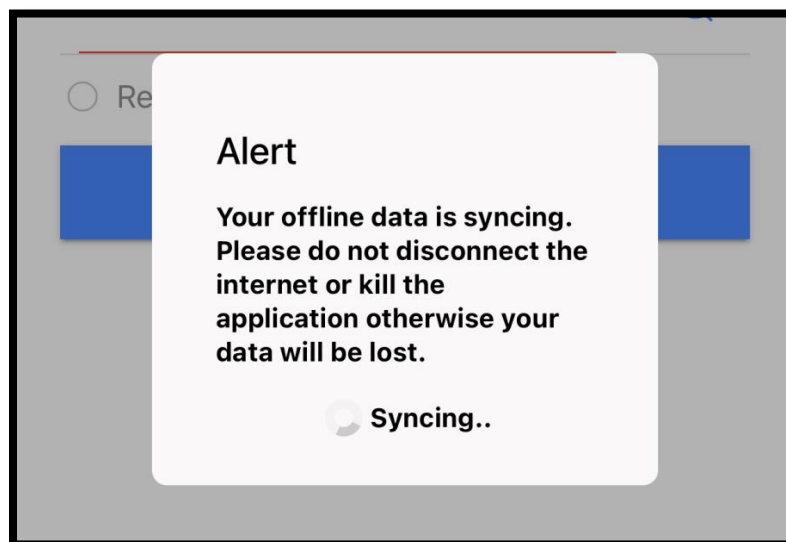 Re
Alert
Your offline data is syncing.
Please do not disconnect the
internet or kill the
application otherwise your
data will be lost.
Syncing..